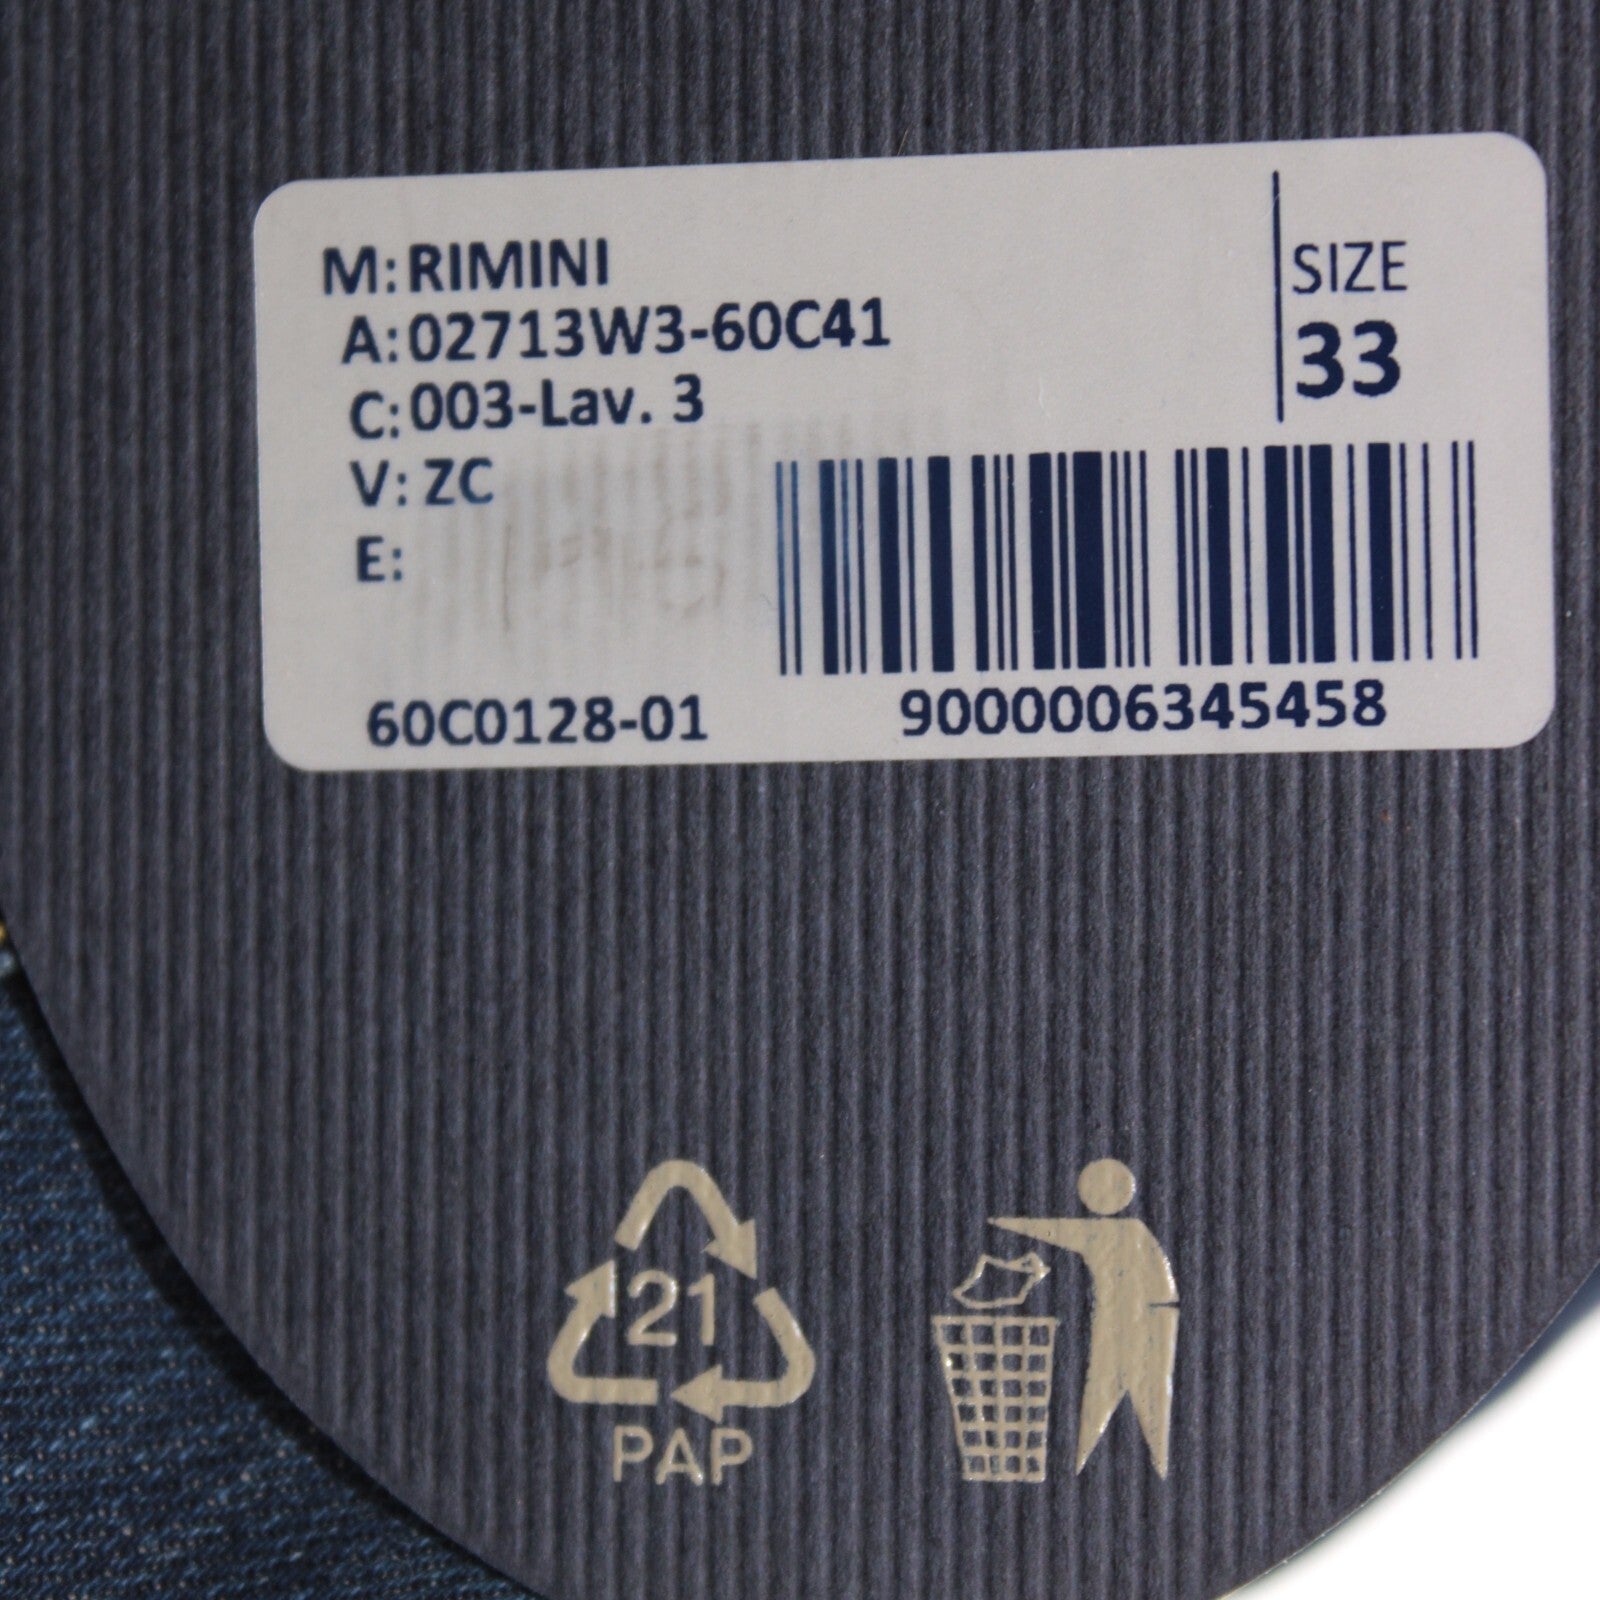 M: RIMINI
A: 02713W3-60C41
C: 003-Lav. 3
V: ZC
E:
SIZE
33
60C0128-01
9000006345458
21
PAP